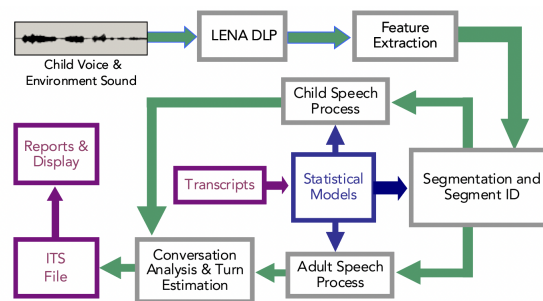 LENA DLP
Feature
Extraction
Child Voice &
Environment Sound
Child Speech
Process
Reports &
Display
Transcripts
Statistical
Models
Segmentation and
Segment ID
ITS
File
Conversation
Analysis & Turn
Estimation
Adult Speech
Process